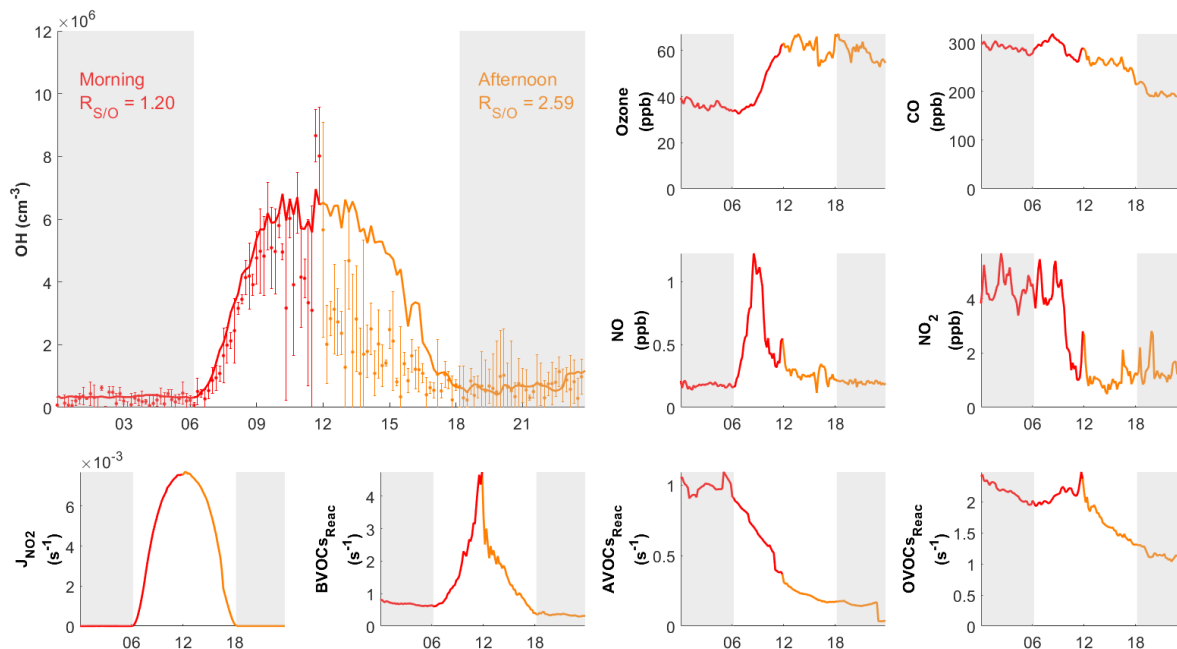 ×10⁶
12
10
8
6
4
2
0
OH (cm⁻³)
Morning
R_S/O = 1.20
Afternoon
R_S/O = 2.59
03 06 09 12 15 18 21
60
40
20
0
Ozone
(ppb)
06 12 18
300
200
100
0
CO
(ppb)
06 12 18
1
0.5
0
NO
(ppb)
06 12 18
4
2
0
NO₂
(ppb)
06 12 18
×10⁻³
6
4
2
0
J_NO2
(s⁻¹)
06 12 18
4
3
2
1
0
BVOCs_Reac
(s⁻¹)
06 12 18
1
0.5
0
AVOCs_Reac
(s⁻¹)
06 12 18
2
1.5
1
0.5
0
OVOCs_Reac
(s⁻¹)
06 12 18